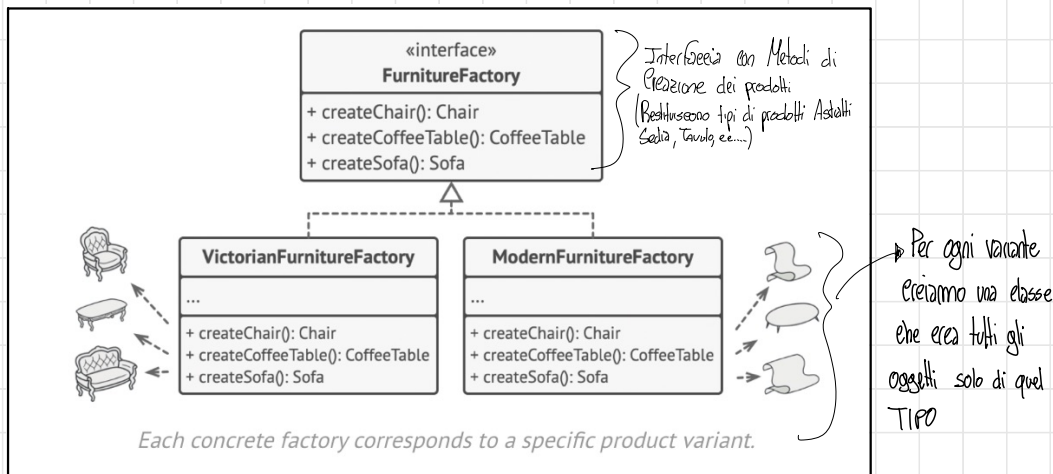 «interface»
FurnitureFactory
+ createChair(): Chair
+ createCoffeeTable(): CoffeeTable
+ createSofa(): Sofa
Interfaccia con Metodi di
Creazione dei prodotti
(Restituiscono tipi di prodotti Astratti
Sedia, Tavolo, ec....)
VictorianFurnitureFactory
...
+ createChair(): Chair
+ createCoffeeTable(): CoffeeTable
+ createSofa(): Sofa
ModernFurnitureFactory
...
+ createChair(): Chair
+ createCoffeeTable(): CoffeeTable
+ createSofa(): Sofa
Per ogni variante
creiamo una classe
che crea tutti gli
oggetti solo di quel
TIPO
Each concrete factory corresponds to a specific product variant.